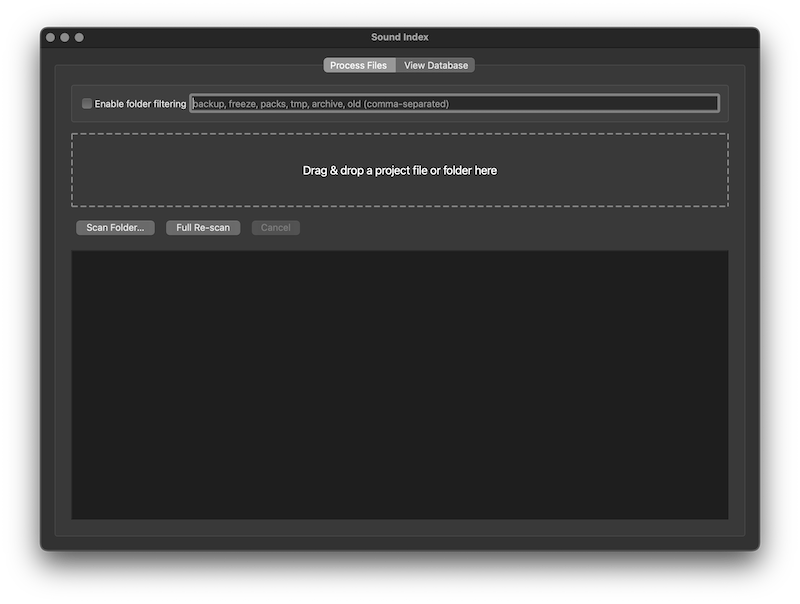 Sound Index
Process Files View Database
Enable folder filtering backup, freeze, packs, tmp, archive, old (comma-separated)
Drag & drop a project file or folder here
Scan Folder... Full Re-scan Cancel